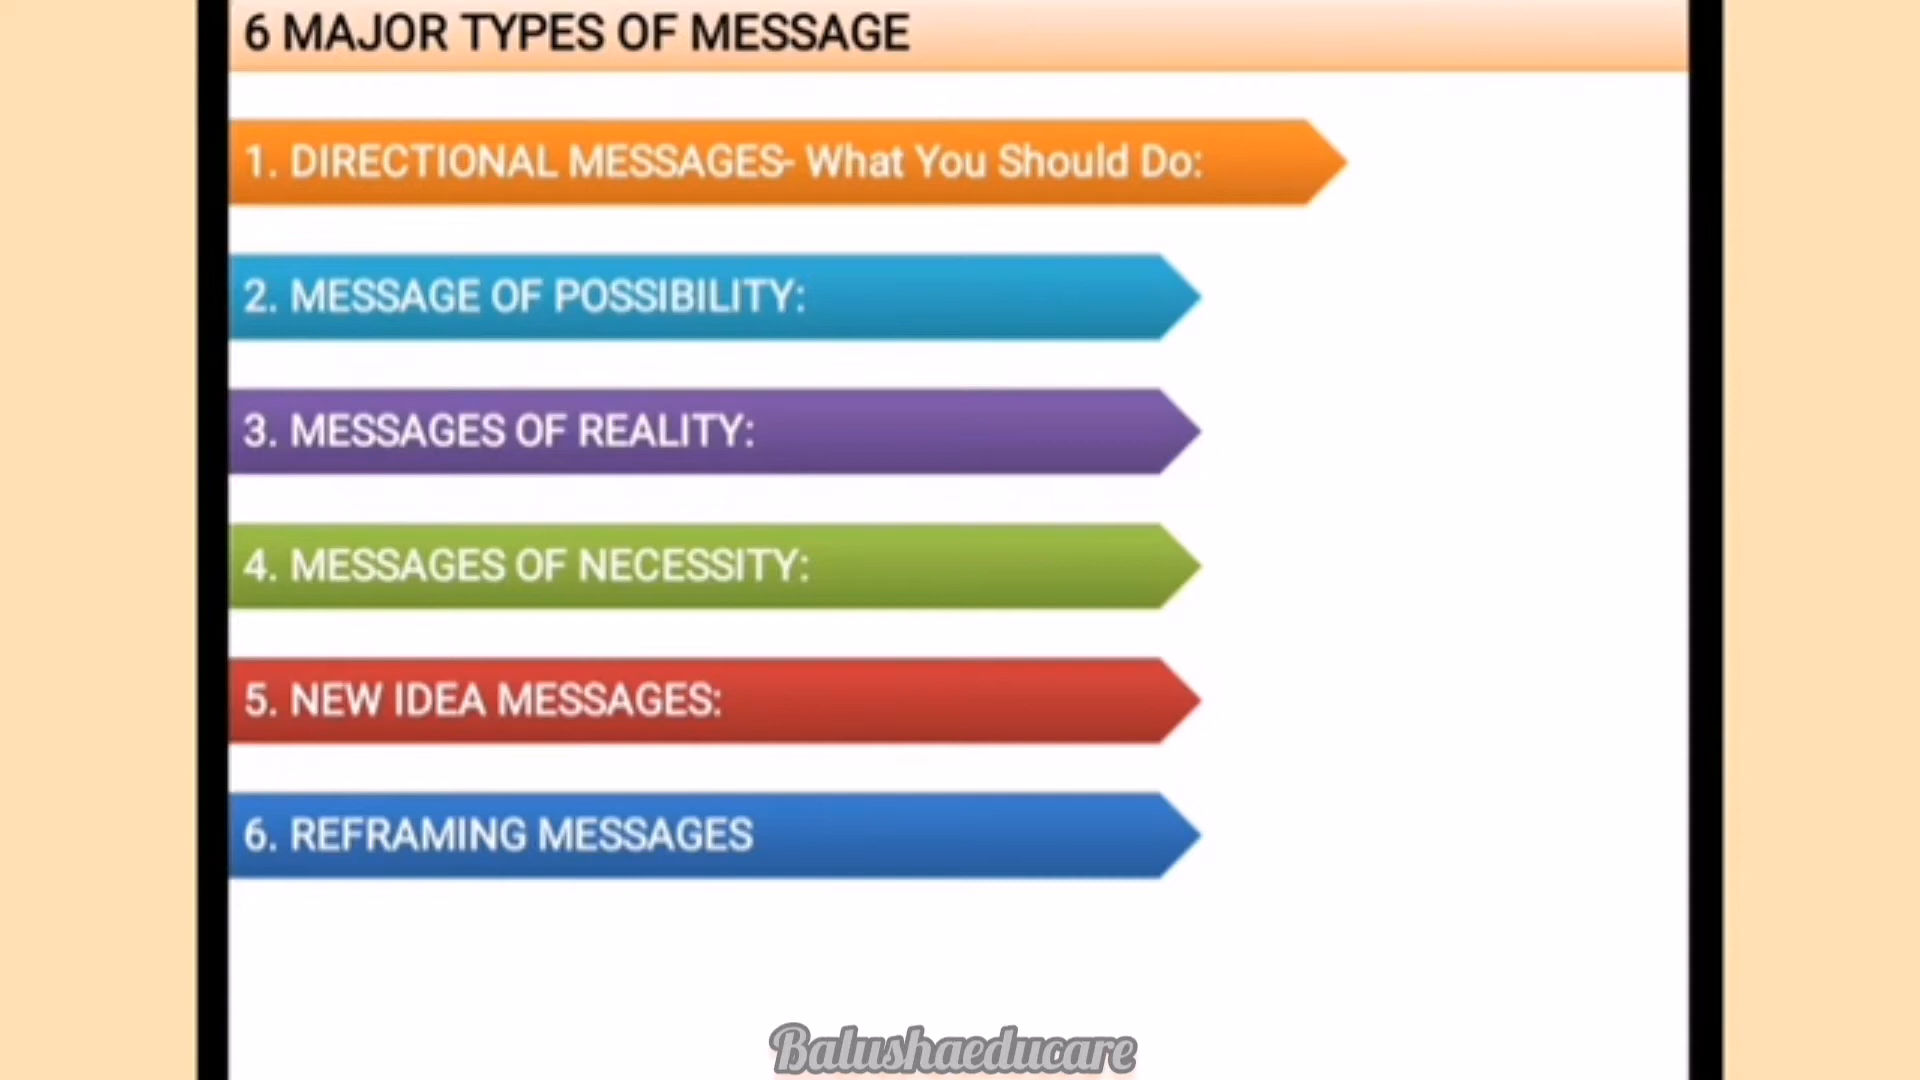 6 MAJOR TYPES OF MESSAGE
1. DIRECTIONAL MESSAGES- What You Should Do:
2. MESSAGE OF POSSIBILITY:
3. MESSAGES OF REALITY:
4. MESSAGES OF NECESSITY:
5. NEW IDEA MESSAGES:
6. REFRAMING MESSAGES
Balushaeducare